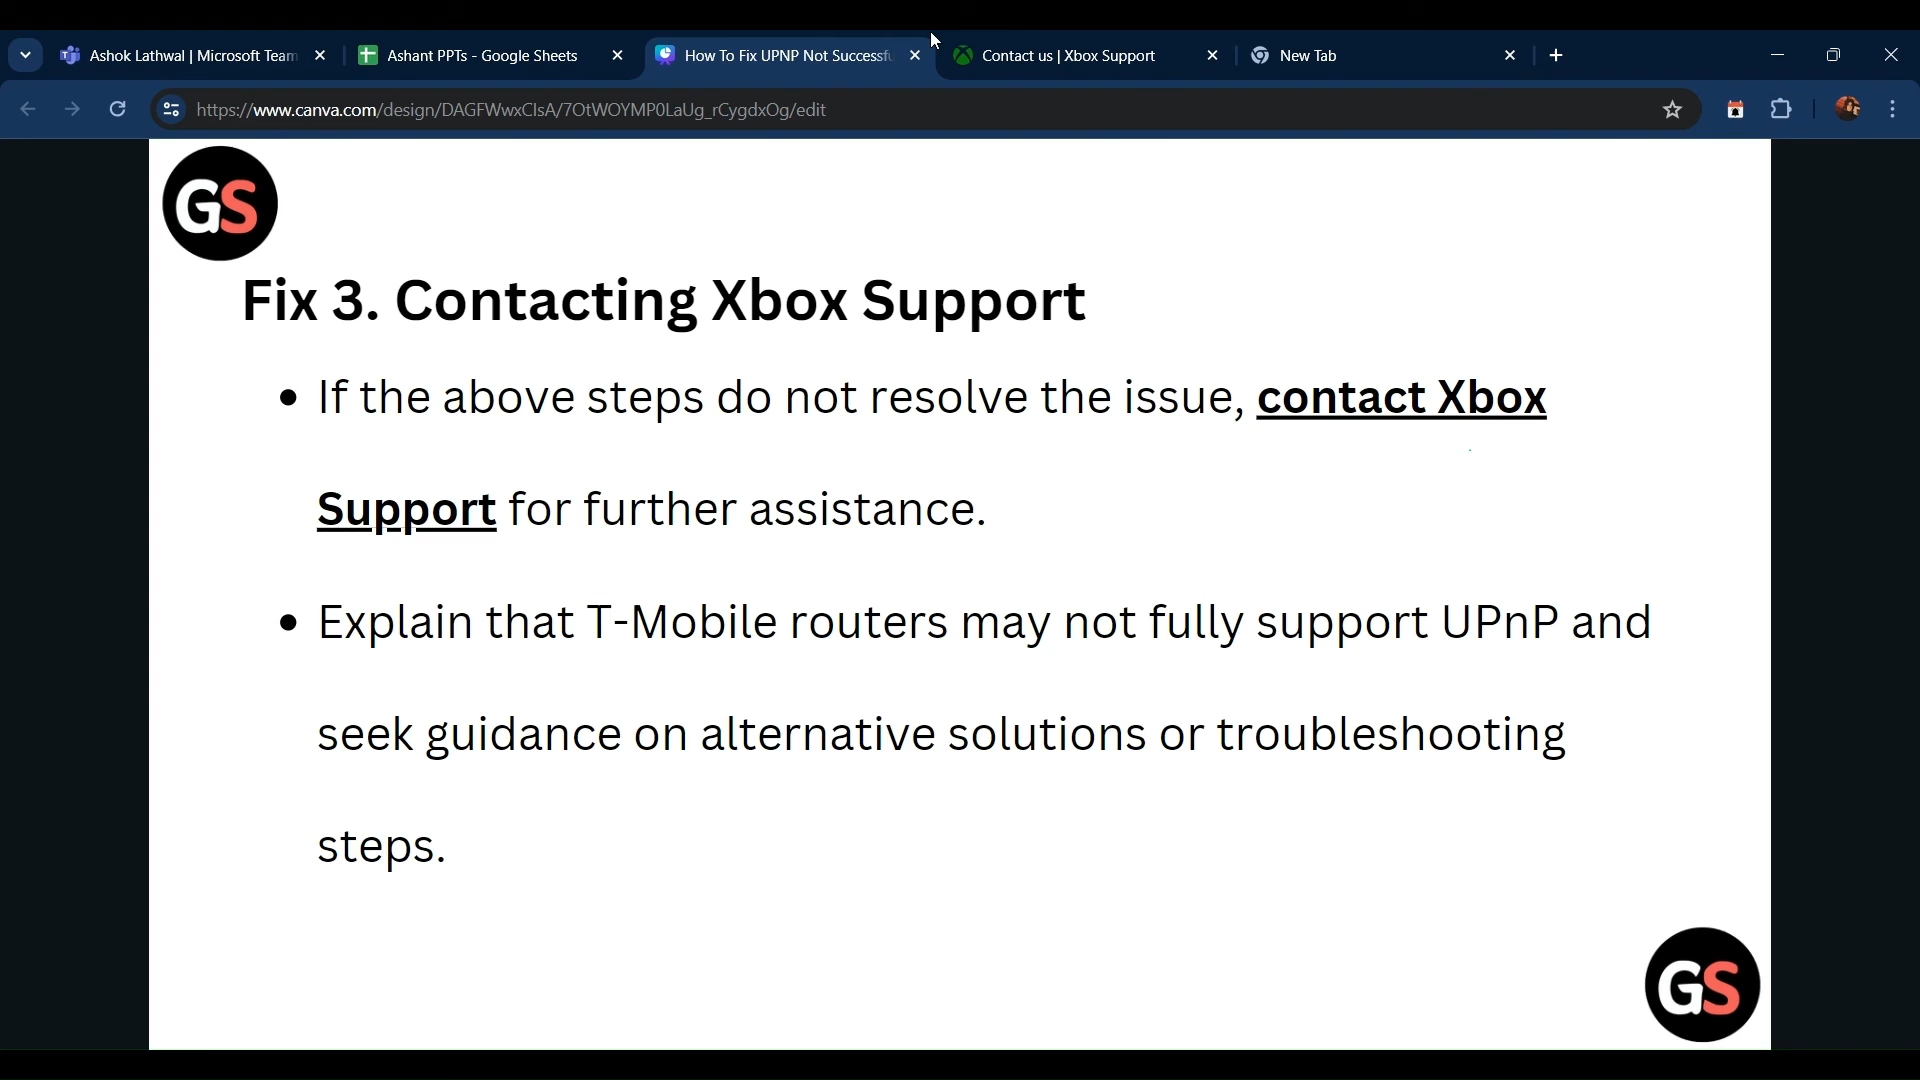 Ashok Lathwal | Microsoft Team
Ashant PPTs - Google Sheets
How To Fix UPNP Not Successfu
Contact us | Xbox Support
New Tab
https://www.canva.com/design/DAGFWwxClsA/7OtWOYMP0LaUg_rCygdxOg/edit
GS
Fix 3. Contacting Xbox Support
• If the above steps do not resolve the issue, contact Xbox
Support for further assistance.
• Explain that T-Mobile routers may not fully support UPnP and
seek guidance on alternative solutions or troubleshooting
steps.
GS